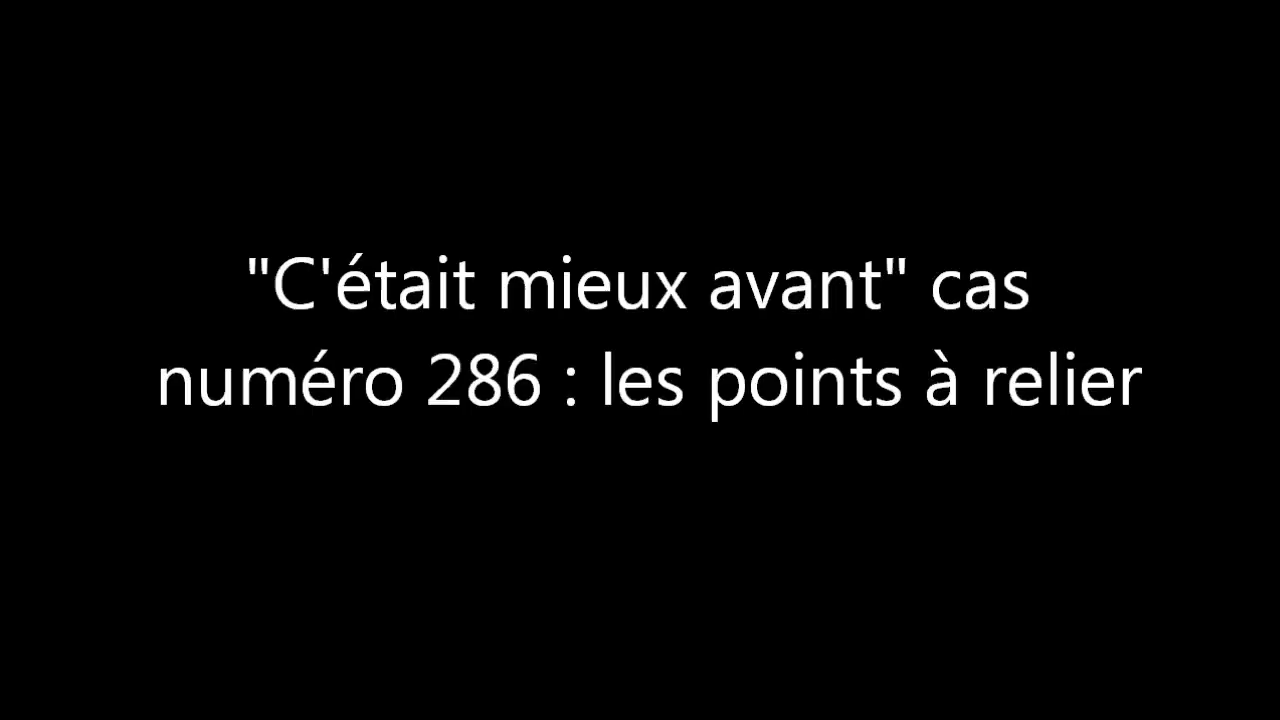 "C'était mieux avant" cas
numéro 286 : les points à relier